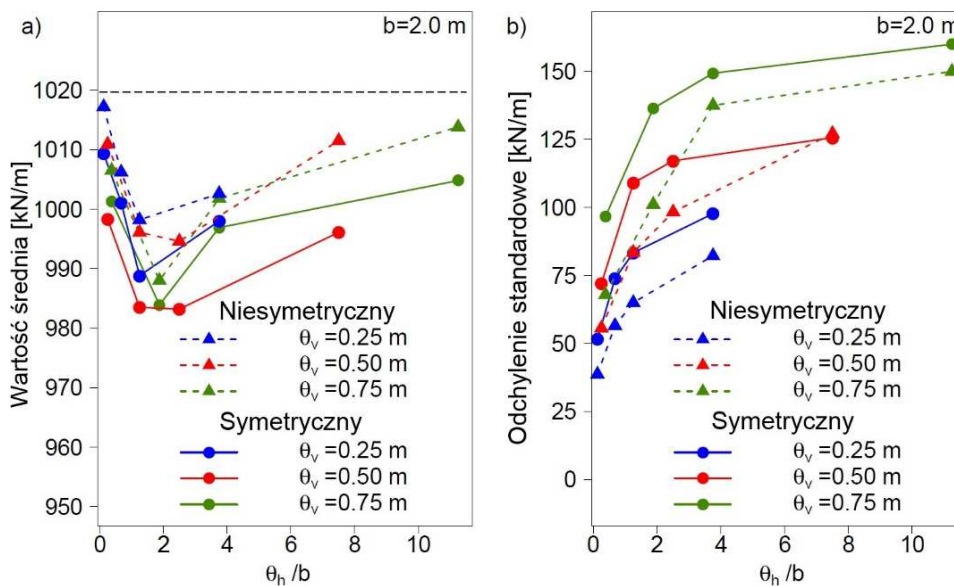 a)
b=2.0 m
Wartość średnia [kN/m]
1020
1010
1000
990
980
970
960
950
Niesymetryczny
θv =0.25 m
θv =0.50 m
θv =0.75 m
Symetryczny
θv =0.25 m
θv =0.50 m
θv =0.75 m
0 2 4 6 8 10
θh /b
b)
b=2.0 m
Odchylenie standardowe [kN/m]
150
125
100
75
50
25
0
Niesymetryczny
θv =0.25 m
θv =0.50 m
θv =0.75 m
Symetryczny
θv =0.25 m
θv =0.50 m
θv =0.75 m
0 2 4 6 8 10
θh /b